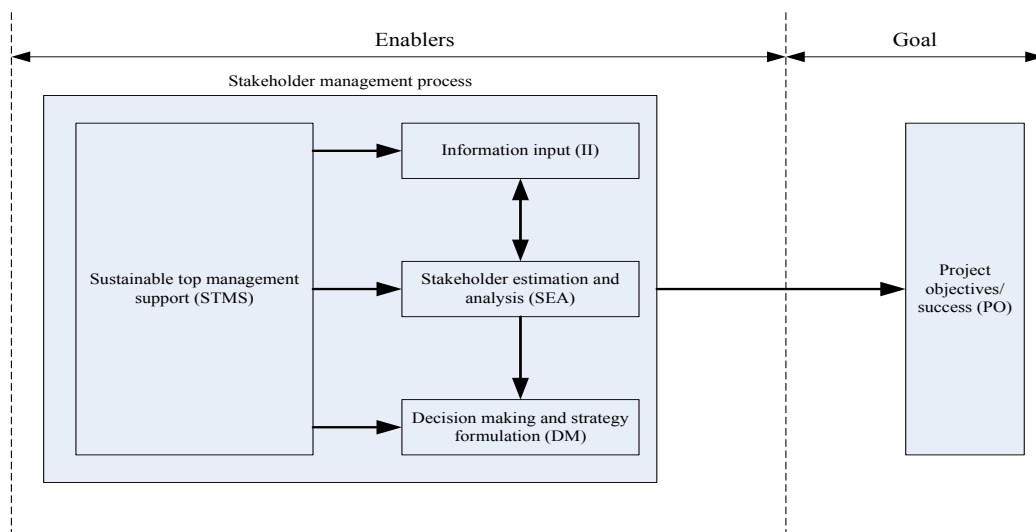 Enablers
Goal
Stakeholder management process
Information input (II)
Sustainable top management
support (STMS)
Stakeholder estimation and
analysis (SEA)
Decision making and strategy
formulation (DM)
Project
objectives/
success (PO)